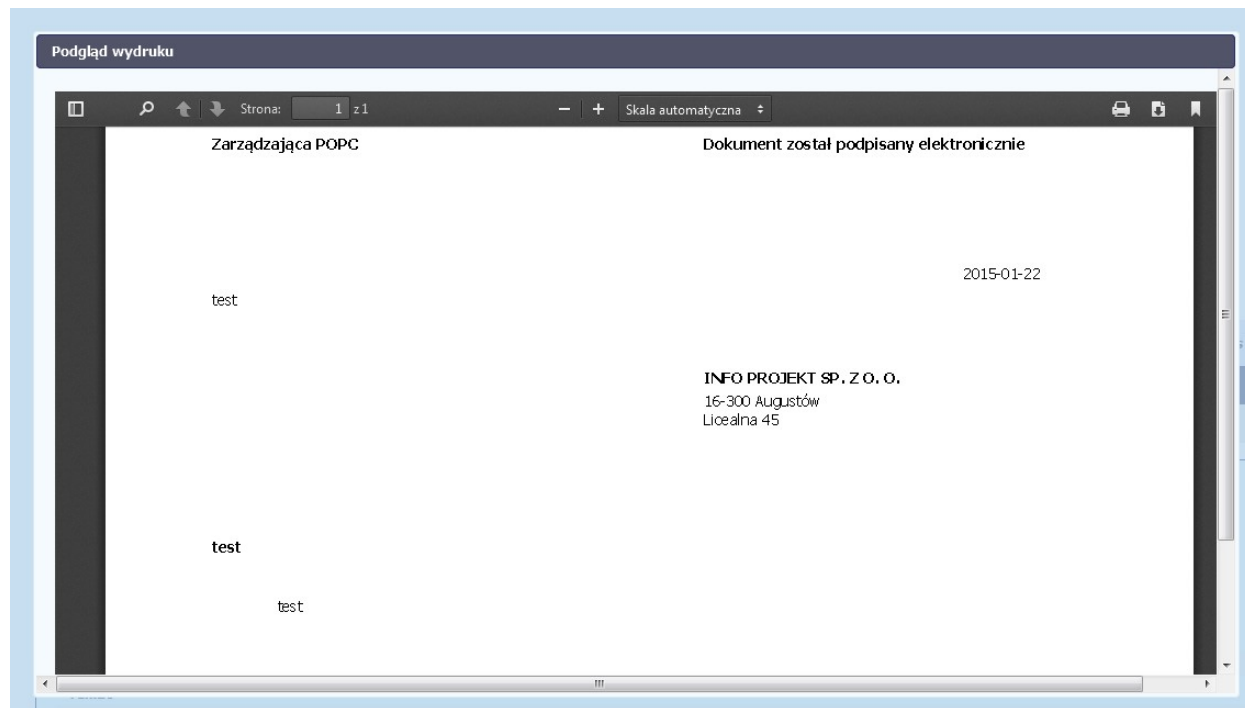 Podgląd wydruku
Strona: 1 z 1
Skala automatyczna
Zarządzająca POPC
Dokument został podpisany elektronicznie
2015-01-22
test
INFO PROJEKT SP. Z O. O.
16-300 Augustów
Licealna 45
test
test